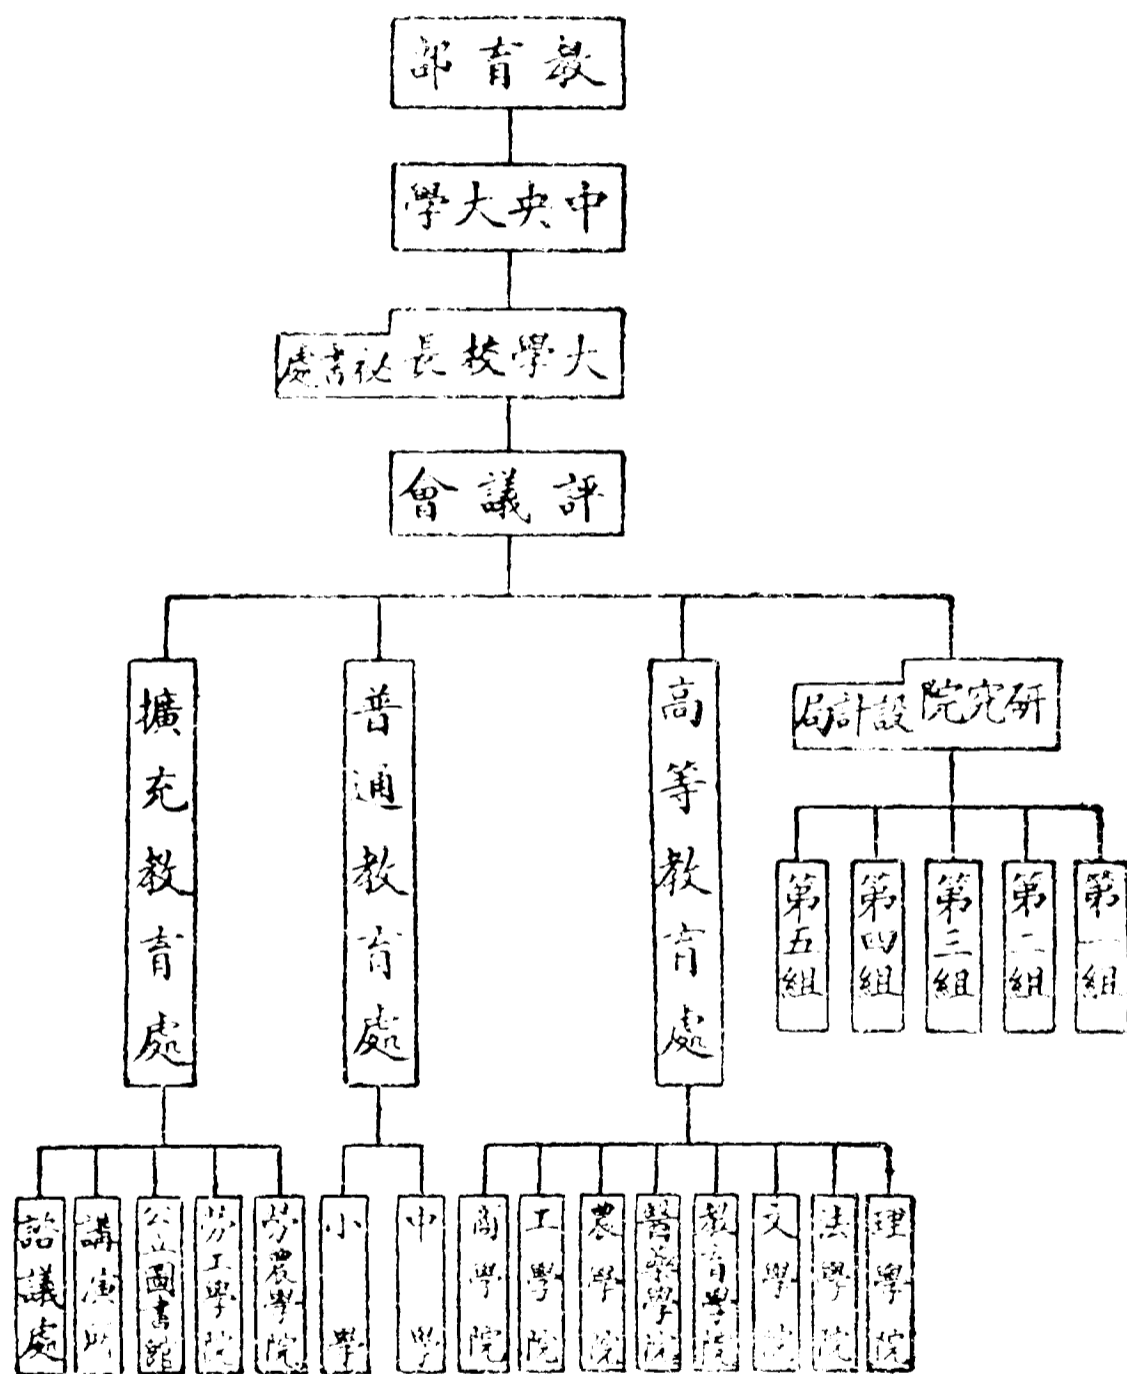 教育部
中央大學
大學校長
祕書處
評議會
研究院
設計局
第一組
第二組
第三組
第四組
第五組
高等教育處
理學院
法學院
文學院
教育學院
醫藥學院
農學院
工學院
商學院
普通教育處
中學
小學
擴充教育處
勞農學院
勞工學院
公立圖書館
講演所
諮議處